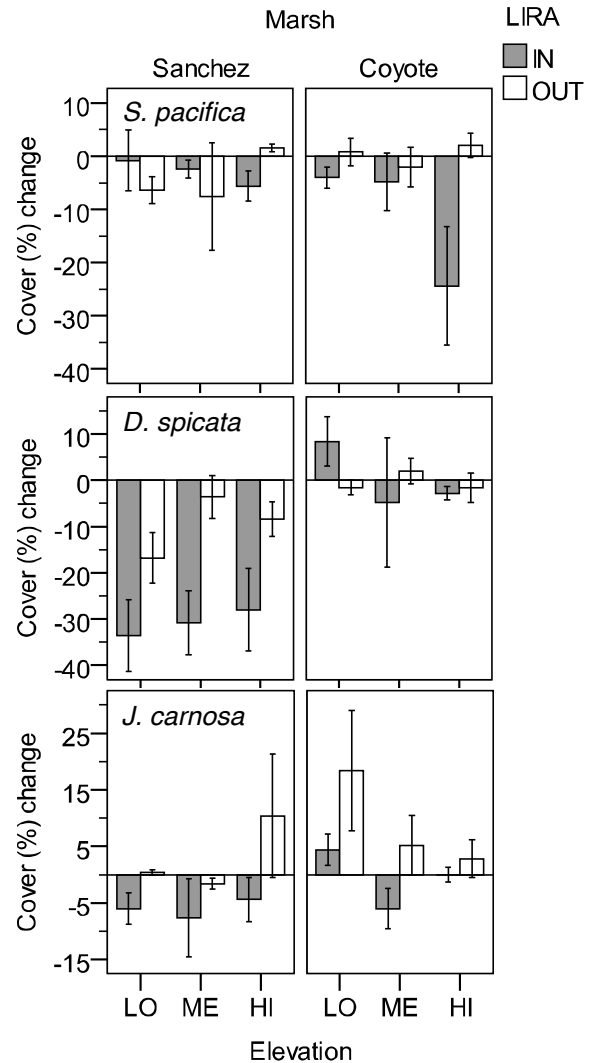 Marsh
LIRA
IN
OUT
Sanchez
Coyote
S. pacifica
Cover (%) change
10
0
-10
-20
-30
-40
D. spicata
Cover (%) change
10
0
-10
-20
-30
-40
J. carnosa
Cover (%) change
25
15
5
-5
-15
LO ME HI
LO ME HI
Elevation